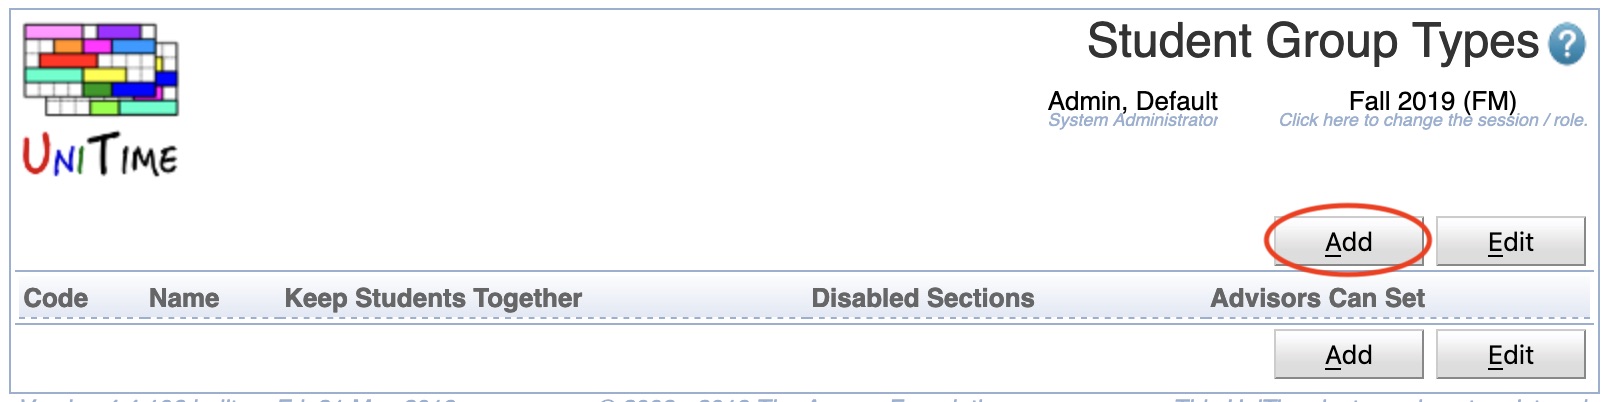 Student Group Types ?
UNITIME
Admin, Default Fall 2019 (FM)
System Administrator Click here to change the session / role.
Add Edit
Code Name Keep Students Together Disabled Sections Advisors Can Set
Add Edit